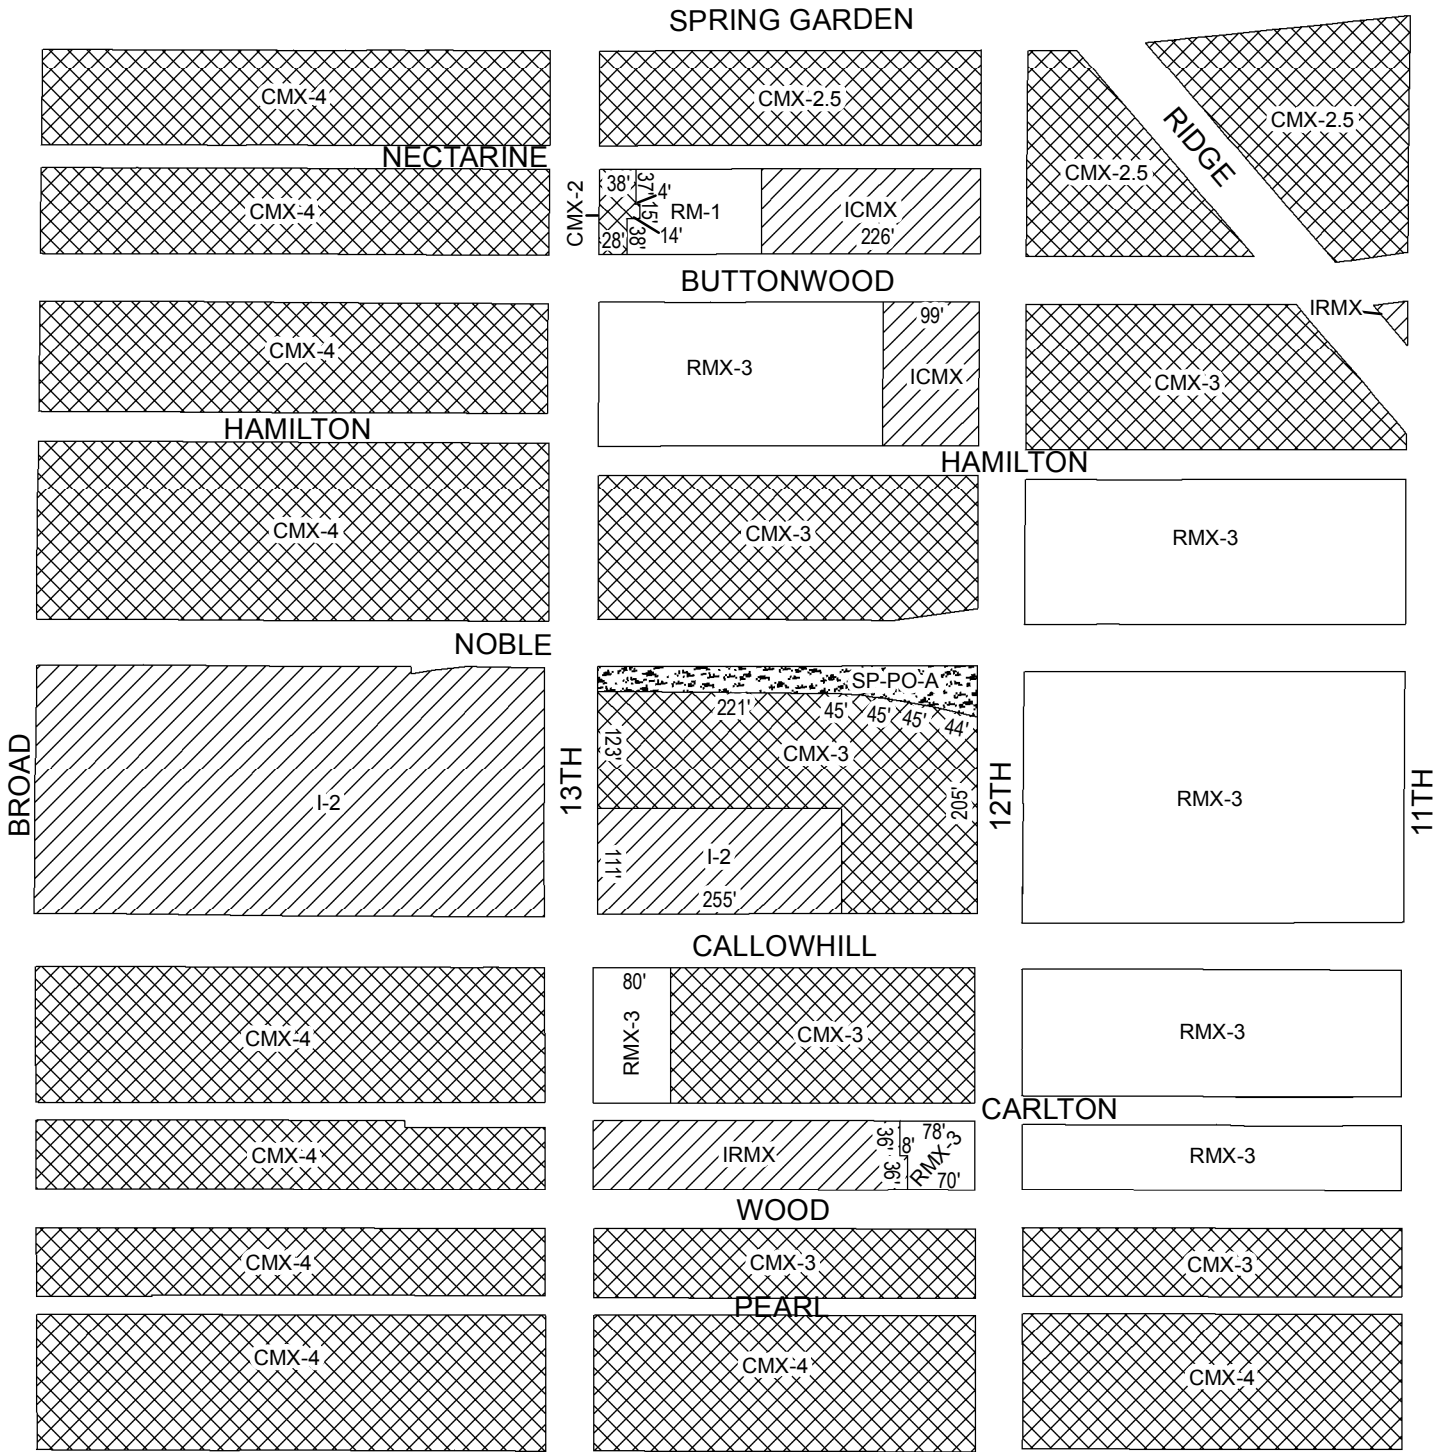 SPRING GARDEN
CMX-4
CMX-2.5
CMX-2.5
RIDGE
CMX-2.5
NECTARINE
CMX-4
CMX-2
38'
37'
4'
15'
14'
28'
38'
RM-1
ICMX
226'
BUTTONWOOD
CMX-4
RMX-3
99'
ICMX
IRMX
CMX-3
HAMILTON
HAMILTON
CMX-4
CMX-3
RMX-3
NOBLE
BROAD
I-2
13TH
SP-PO-A
221'
45'
45'
45'
44'
123'
CMX-3
205'
111'
I-2
255'
12TH
RMX-3
11TH
CALLOWHILL
CMX-4
80'
RMX-3
CMX-3
RMX-3
CARLTON
CMX-4
IRMX
36'
8'
36'
78'
RMX-3
70'
RMX-3
WOOD
CMX-4
CMX-3
CMX-3
PEARL
CMX-4
CMX-4
CMX-4